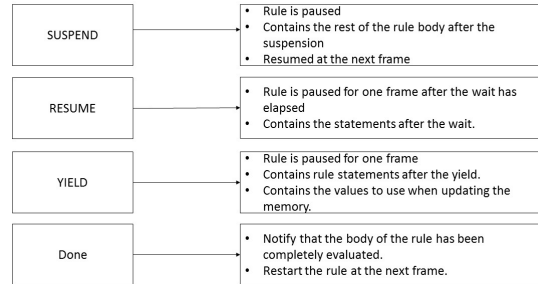 SUSPEND
• Rule is paused
• Contains the rest of the rule body after the
suspension
• Resumed at the next frame
RESUME
• Rule is paused for one frame after the wait has
elapsed
• Contains the statements after the wait.
YIELD
• Rule is paused for one frame
• Contains rule statements after the yield.
• Contains the values to use when updating the
memory.
Done
• Notify that the body of the rule has been
completely evaluated.
• Restart the rule at the next frame.